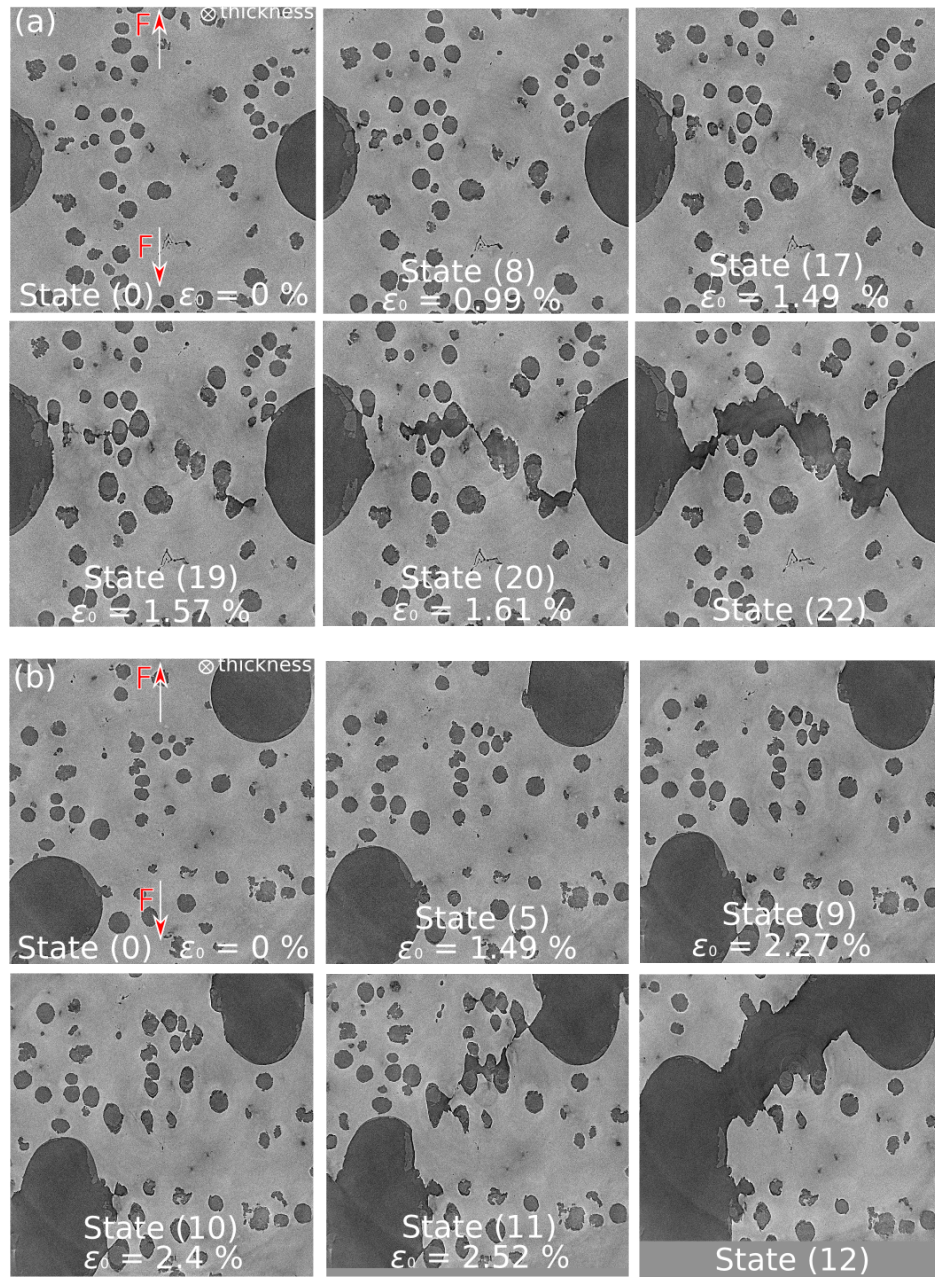 (a)
F
⊗ thickness
F
State (0) ε₀ = 0 %
State (8)
ε₀ = 0.99 %
State (17)
ε₀ = 1.49 %
State (19)
ε₀ = 1.57 %
State (20)
ε₀ = 1.61 %
State (22)
(b)
F
⊗ thickness
F
State (0) ε₀ = 0 %
State (5)
ε₀ = 1.49 %
State (9)
ε₀ = 2.27 %
State (10)
ε₀ = 2.4 %
State (11)
ε₀ = 2.52 %
State (12)